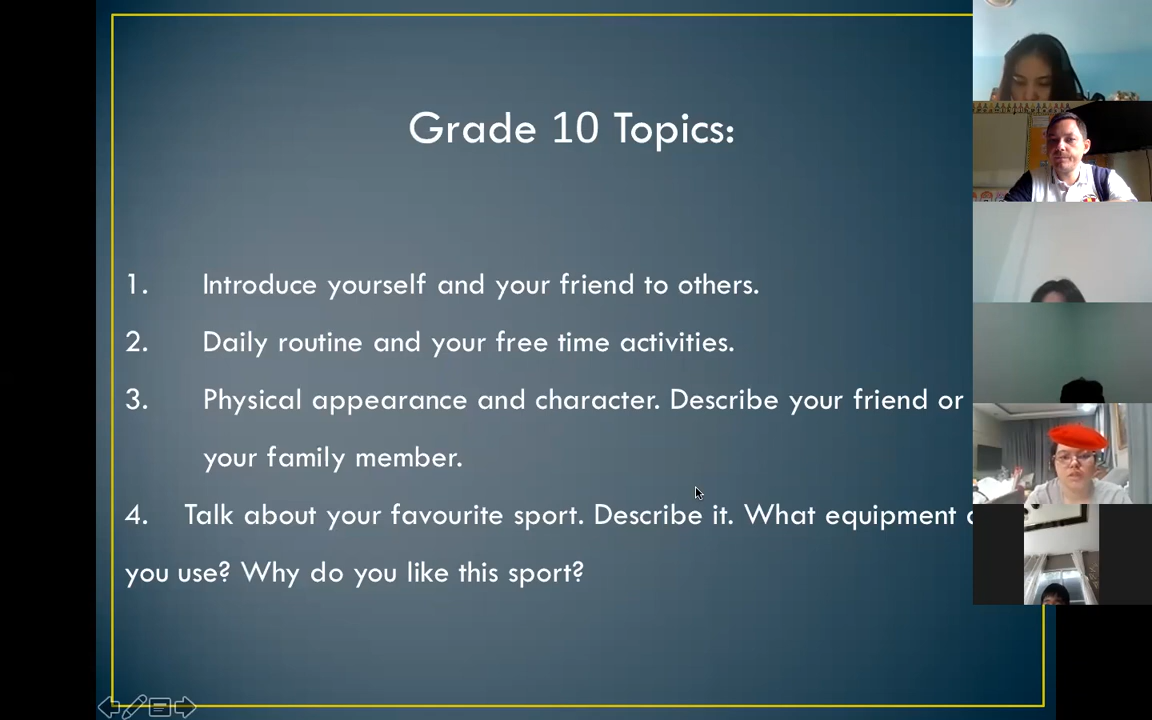 Grade 10 Topics:
1. Introduce yourself and your friend to others.
2. Daily routine and your free time activities.
3. Physical appearance and character. Describe your friend or
your family member.
4. Talk about your favourite sport. Describe it. What equipment
you use? Why do you like this sport?